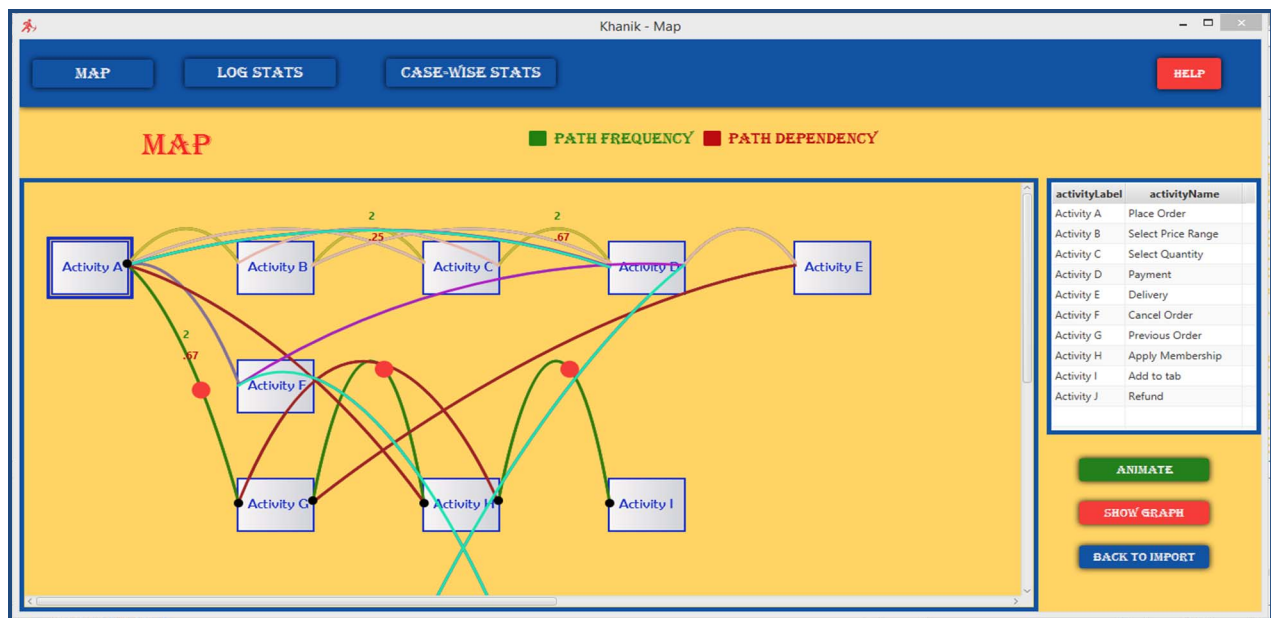 Khanik - Map
MAP
LOG STATS
CASE-WISE STATS
HELP
MAP
PATH FREQUENCY
PATH DEPENDENCY
2
.25
2
.67
Activity A
Activity B
Activity C
Activity D
Activity E
2
.67
Activity F
Activity G
Activity H
Activity I
activityLabel activityName
Activity A Place Order
Activity B Select Price Range
Activity C Select Quantity
Activity D Payment
Activity E Delivery
Activity F Cancel Order
Activity G Previous Order
Activity H Apply Membership
Activity I Add to tab
Activity J Refund
ANIMATE
SHOW GRAPH
BACK TO IMPORT